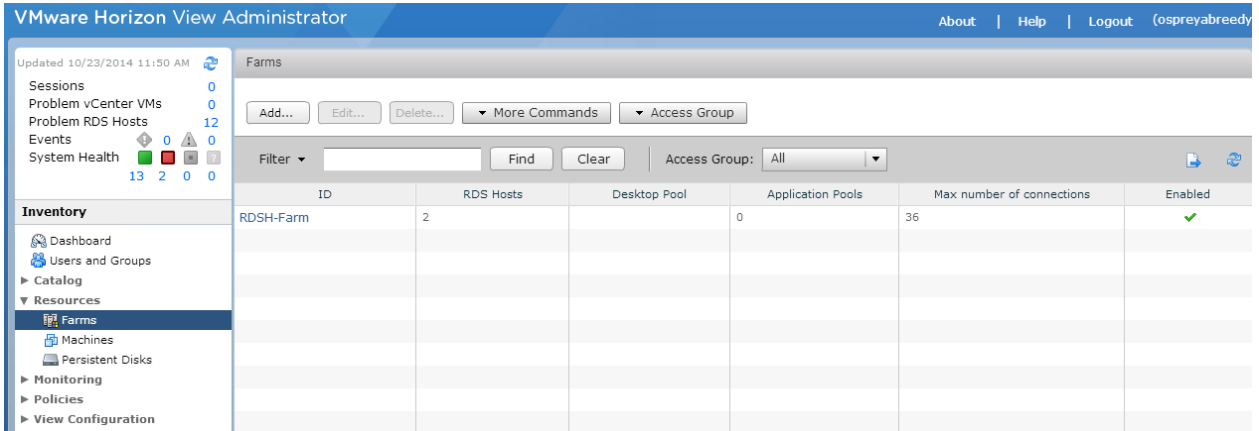 VMware Horizon View Administrator
About | Help | Logout (ospreyabreedy
Updated 10/23/2014 11:50 AM
Sessions 0
Problem vCenter VMs 0
Problem RDS Hosts 12
Events 0 0
System Health
13 2 0 0
Inventory
Dashboard
Users and Groups
Catalog
Resources
Farms
Machines
Persistent Disks
Monitoring
Policies
View Configuration
Farms
Add... Edit... Delete... More Commands Access Group
Filter Find Clear Access Group: All
ID RDS Hosts Desktop Pool Application Pools Max number of connections Enabled
RDSH-Farm 2 0 36